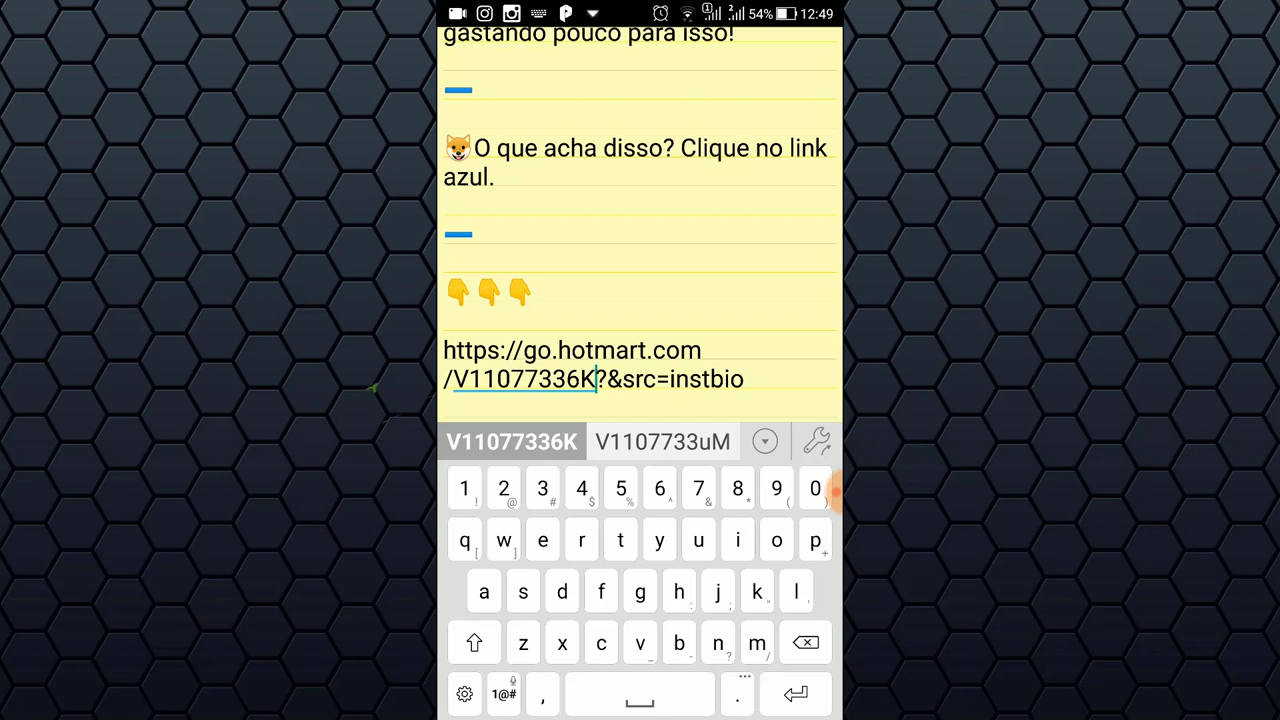 54% 12:49
gastando pouco para isso!
O que acha disso? Clique no link
azul.
https://go.hotmart.com
/V11077336K?&src=instbio
V11077336K V1107733uM
1 2 3 4 5 6 7 8 9 0
! @ # $ % ^ & * ( )
q w e r t y u i o p
[ ] +
a s d f g h j k l
: ; " '
z x c v b n m
_ - ? /
1@# , .